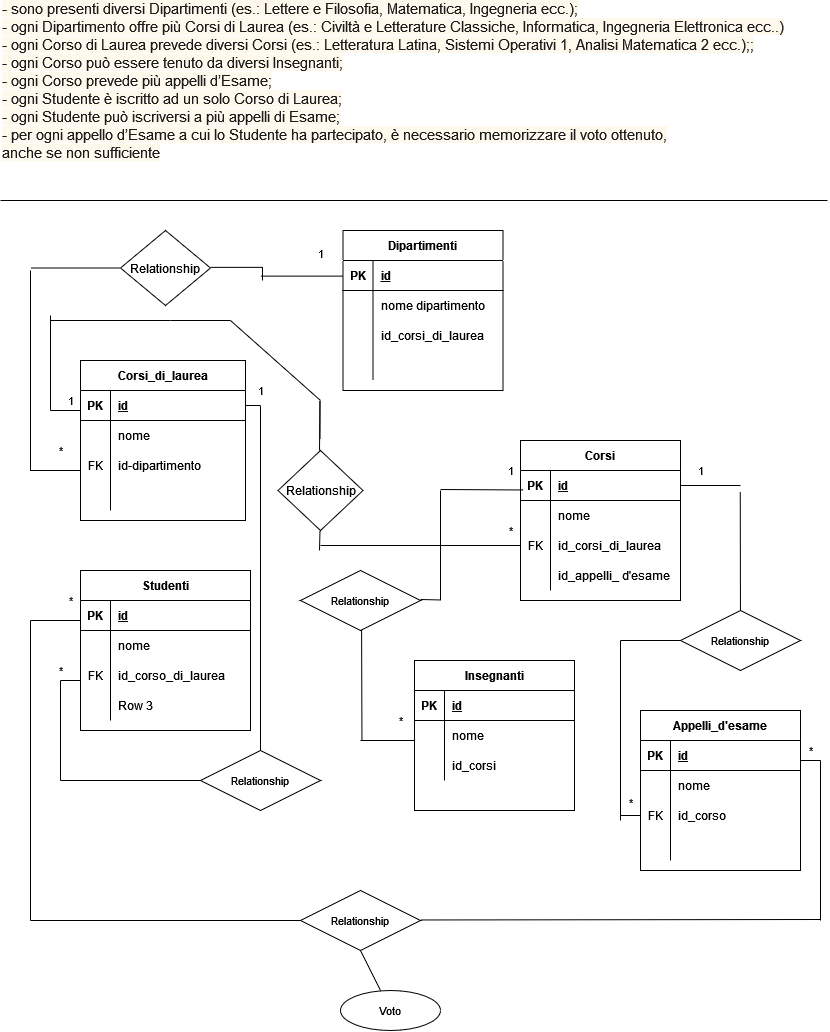 - sono presenti diversi Dipartimenti (es.: Lettere e Filosofia, Matematica, Ingegneria ecc.);
- ogni Dipartimento offre più Corsi di Laurea (es.: Civiltà e Letterature Classiche, Informatica, Ingegneria Elettronica ecc..)
- ogni Corso di Laurea prevede diversi Corsi (es.: Letteratura Latina, Sistemi Operativi 1, Analisi Matematica 2 ecc.);;
- ogni Corso può essere tenuto da diversi Insegnanti;
- ogni Corso prevede più appelli d'Esame;
- ogni Studente è iscritto ad un solo Corso di Laurea;
- ogni Studente può iscriversi a più appelli di Esame;
- per ogni appello d'Esame a cui lo Studente ha partecipato, è necessario memorizzare il voto ottenuto,
anche se non sufficiente
Relationship
1
Dipartimenti
PK id
nome dipartimento
id_corsi_di_laurea
Corsi_di_laurea
1
1
PK id
nome
*
FK id-dipartimento
Relationship
Corsi
1
1
PK id
nome
*
FK id_corsi_di_laurea
id_appelli_ d'esame
Studenti
*
PK id
nome
*
FK id_corso_di_laurea
Row 3
Relationship
Relationship
Insegnanti
PK id
*
nome
id_corsi
Relationship
Appelli_d'esame
*
PK id
nome
*
FK id_corso
Relationship
Voto